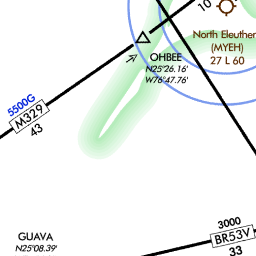 10
North Eleuther
(MYEH)
27 L 60
OHBEE
N25°26.16'
W76°47.76'
5500G
M329
43
3000
BR53V
33
GUAVA
N25°08.39'